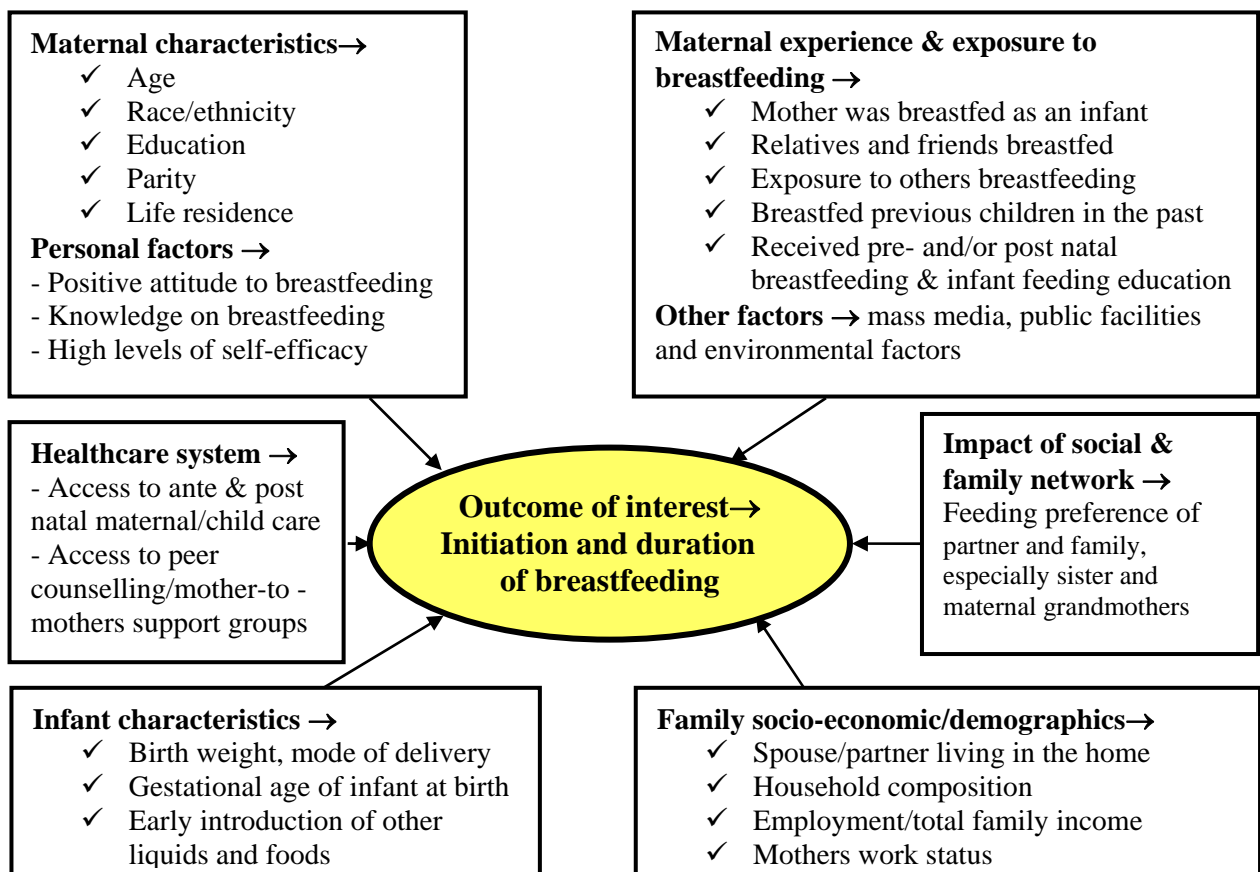 Maternal characteristics→
✓ Age
✓ Race/ethnicity
✓ Education
✓ Parity
✓ Life residence
Personal factors →
- Positive attitude to breastfeeding
- Knowledge on breastfeeding
- High levels of self-efficacy
Maternal experience & exposure to
breastfeeding →
✓ Mother was breastfed as an infant
✓ Relatives and friends breastfed
✓ Exposure to others breastfeeding
✓ Breastfed previous children in the past
✓ Received pre- and/or post natal
breastfeeding & infant feeding education
Other factors → mass media, public facilities
and environmental factors
Healthcare system →
- Access to ante & post
natal maternal/child care
- Access to peer
counselling/mother-to -
mothers support groups
Outcome of interest→
Initiation and duration
of breastfeeding
Impact of social &
family network →
Feeding preference of
partner and family,
especially sister and
maternal grandmothers
Infant characteristics →
✓ Birth weight, mode of delivery
✓ Gestational age of infant at birth
✓ Early introduction of other
liquids and foods
Family socio-economic/demographics→
✓ Spouse/partner living in the home
✓ Household composition
✓ Employment/total family income
✓ Mothers work status